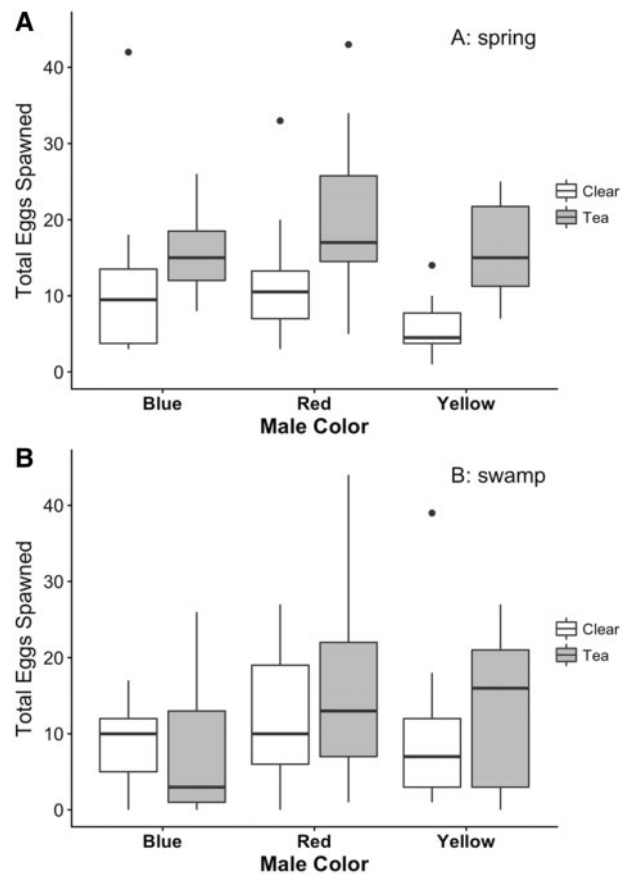 A
A: spring
Total Eggs Spawned
40
30
20
10
0
Clear
Tea
Blue Red Yellow
Male Color
B
B: swamp
Total Eggs Spawned
40
30
20
10
0
Clear
Tea
Blue Red Yellow
Male Color